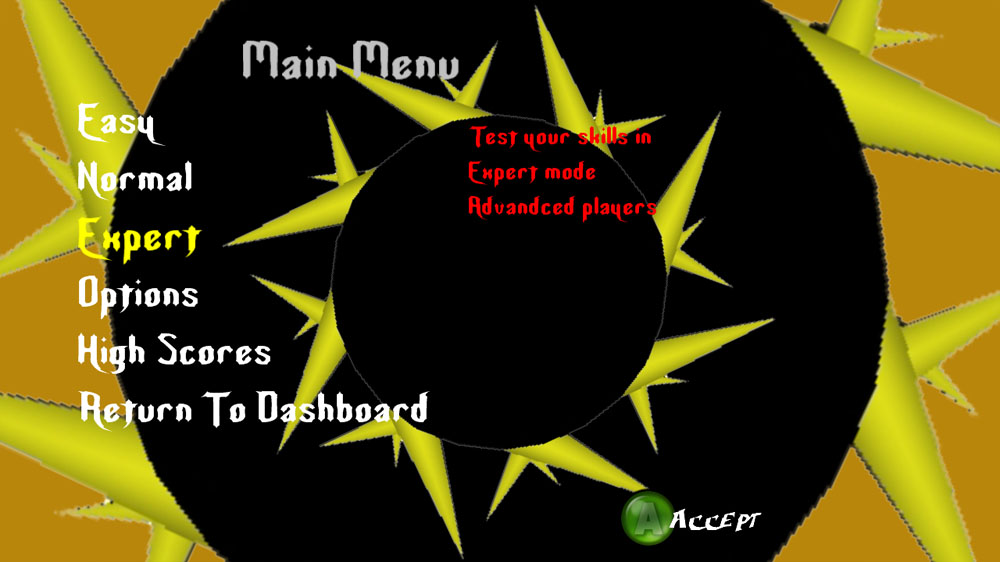 Main Menu
Easy
Normal
Expert
Options
High Scores
Return To Dashboard
Test your skills in
Expert mode
Advandced players
A Accept